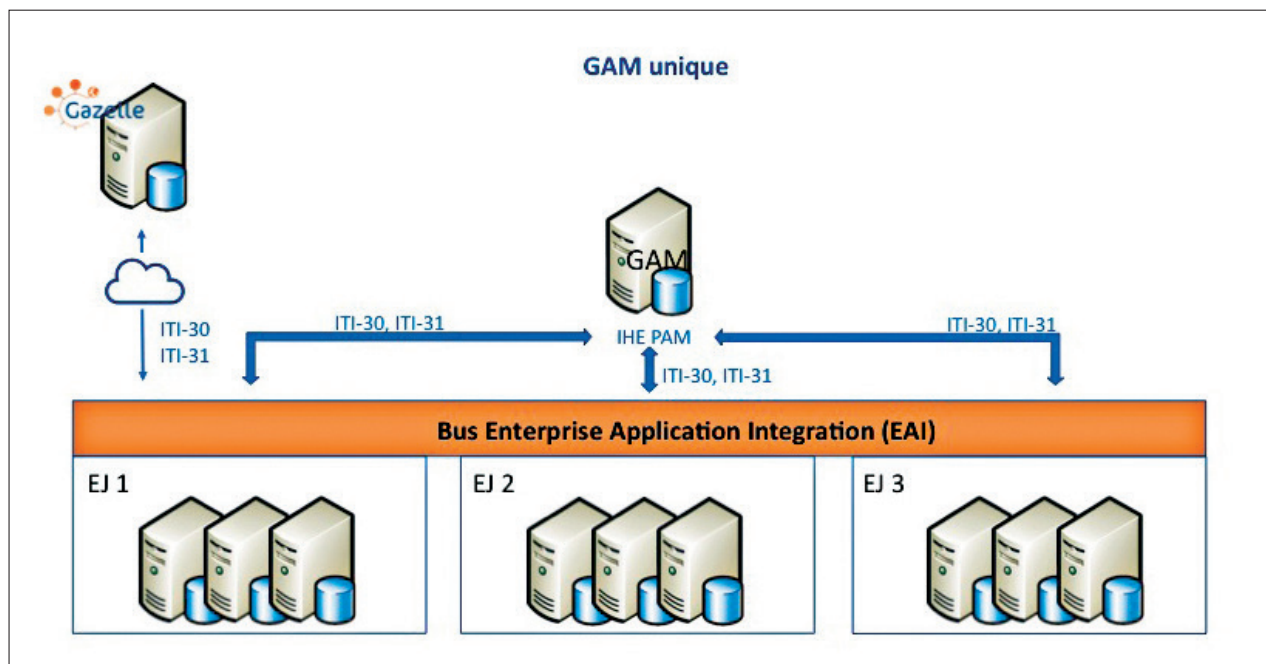 GAM unique
Gazelle
GAM
ITI-30
ITI-31
ITI-30, ITI-31
IHE PAM
ITI-30, ITI-31
ITI-30, ITI-31
Bus Enterprise Application Integration (EAI)
EJ 1
EJ 2
EJ 3